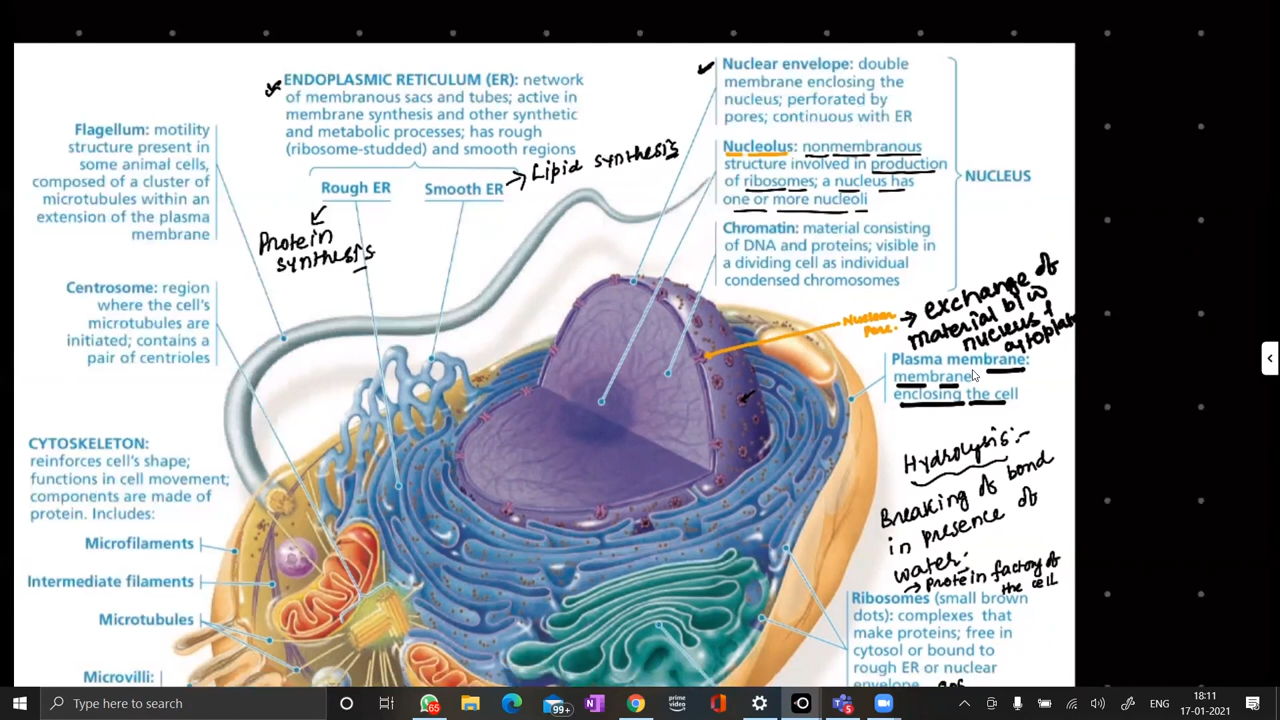 ENDOPLASMIC RETICULUM (ER): network
of membranous sacs and tubes; active in
membrane synthesis and other synthetic
and metabolic processes; has rough
(ribosome-studded) and smooth regions
Rough ER
Smooth ER
Lipid synthesis
Protein
synthesis
Flagellum: motility
structure present in
some animal cells,
composed of a cluster of
microtubules within an
extension of the plasma
membrane
Centrosome: region
where the cell's
microtubules are
initiated; contains a
pair of centrioles
CYTOSKELETON:
reinforces cell's shape;
functions in cell movement;
components are made of
protein. Includes:
Microfilaments
Intermediate filaments
Microtubules
Microvilli:
Nuclear envelope: double
membrane enclosing the
nucleus; perforated by
pores; continuous with ER
Nucleolus: nonmembranous
structure involved in production
of ribosomes; a nucleus has
one or more nucleoli
Chromatin: material consisting
of DNA and proteins; visible in
a dividing cell as individual
condensed chromosomes
NUCLEUS
Nuclear
Pore.
exchange of
material b/w
nucleus &
cytoplasm
Plasma membrane:
membrane
enclosing the cell
Hydrolysis:-
Breaking of bond
in presence of
water.
Protein factory of
the cell
Ribosomes (small brown
dots): complexes that
make proteins; free in
cytosol or bound to
rough ER or nuclear
envelope
Type here to search
65
99+
prime
video
5
ENG
18:11
17-01-2021